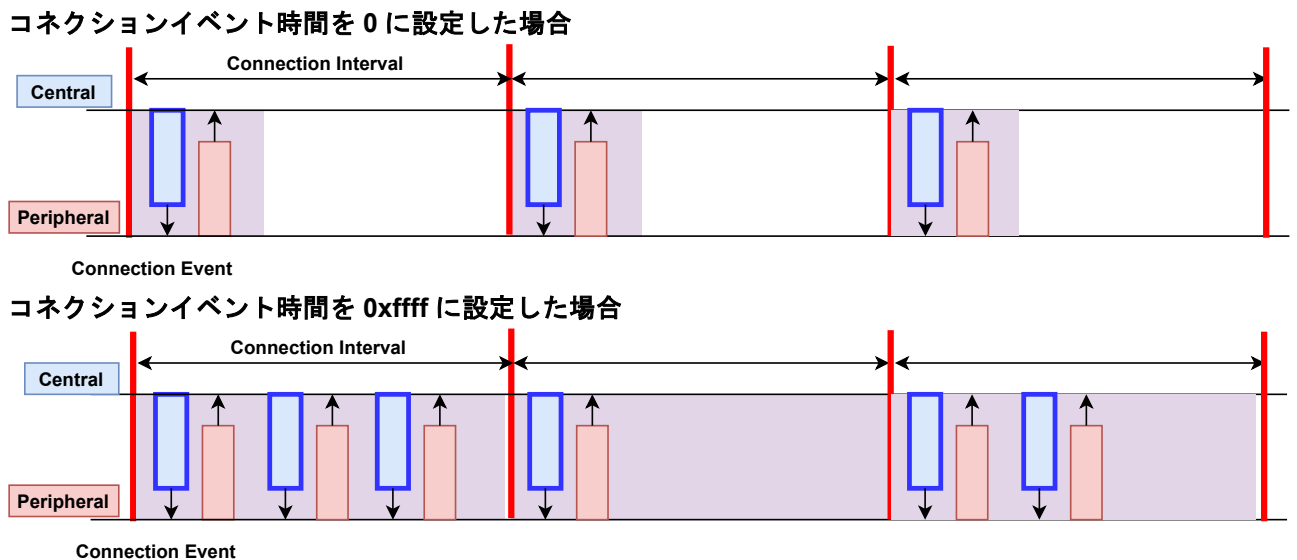 コネクションイベント時間を 0 に設定した場合
Connection Interval
Central
Peripheral
Connection Event
コネクションイベント時間を 0xffff に設定した場合
Connection Interval
Central
Peripheral
Connection Event